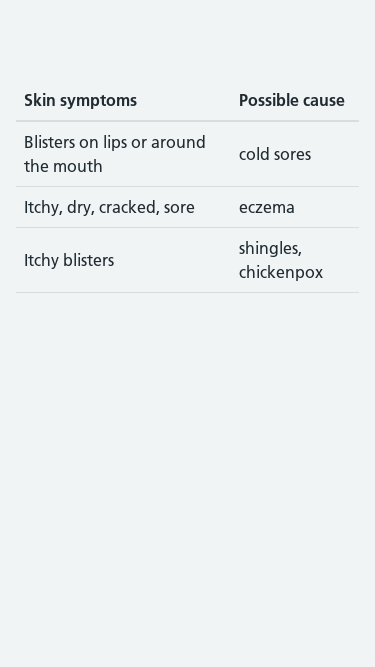 Skin symptoms Possible cause
Blisters on lips or around
the mouth
cold sores
Itchy, dry, cracked, sore eczema
Itchy blisters
shingles,
chickenpox